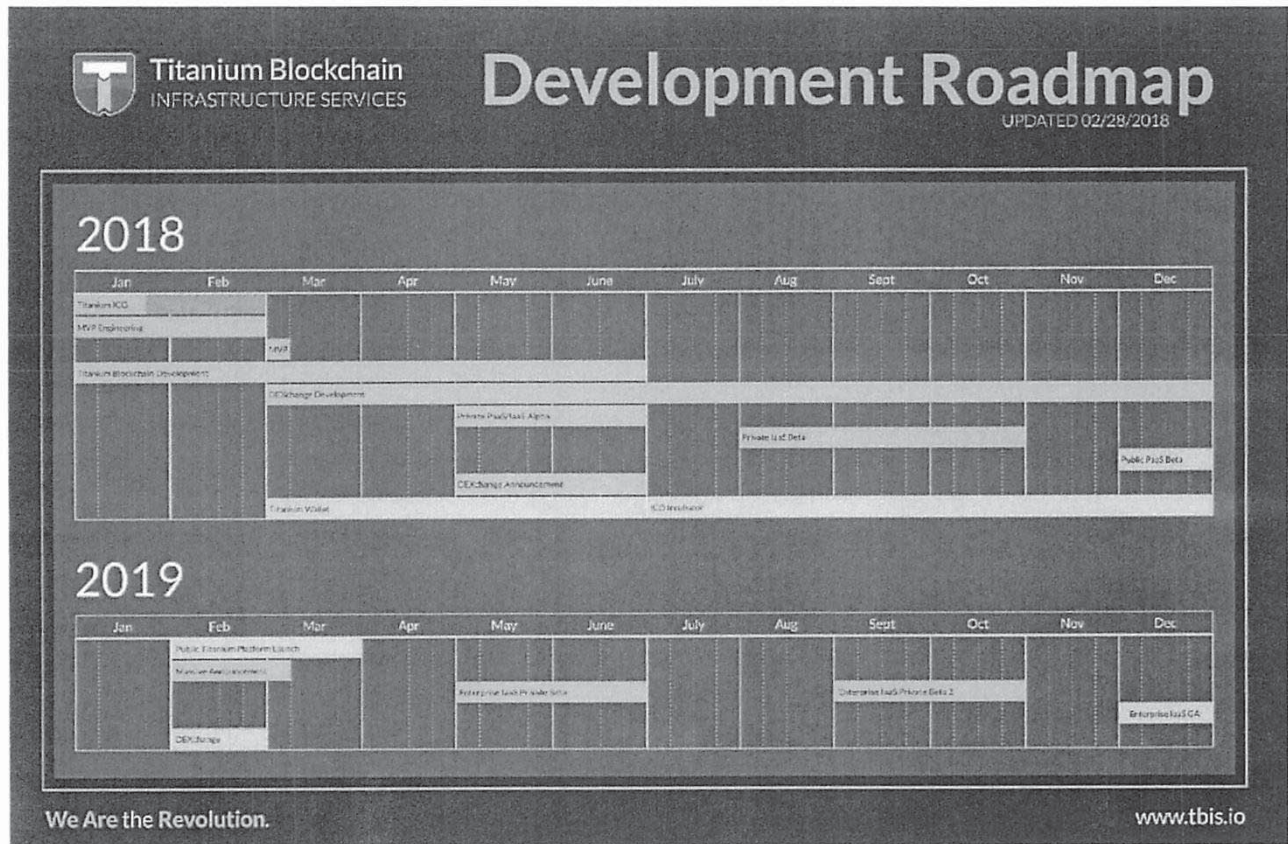 Titanium Blockchain
INFRASTRUCTURE SERVICES
Development Roadmap
UPDATED 02/28/2018
2018
Jan Feb Mar Apr May June July Aug Sept Oct Nov Dec
Titanium ICO
MVP Engineering
MVP
Titanium Blockchain Development
DEXchange Development
Private PaaS/IaaS Alpha
Private IaaS Beta
Public PaaS Beta
DEXchange Announcement
Titanium Wallet ICO Incubator
2019
Jan Feb Mar Apr May June July Aug Sept Oct Nov Dec
Public Titanium Platform Launch
Massive Announcement
Enterprise IaaS Private Beta Enterprise IaaS Private Beta 2
Enterprise IaaS GA
DEXchange
We Are the Revolution.
www.tbis.io